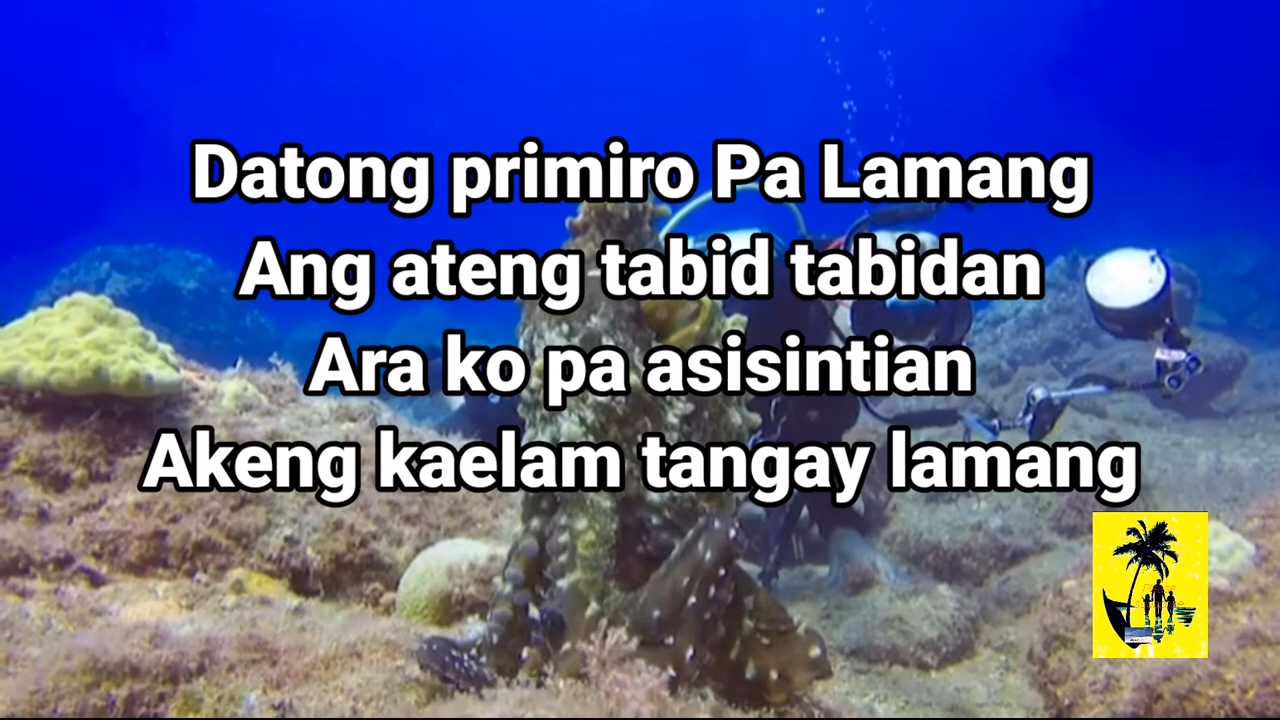 Datong primiro Pa Lamang
Ang ateng tabid tabidan
Ara ko pa asisintian
Akeng kaelam tangay lamang